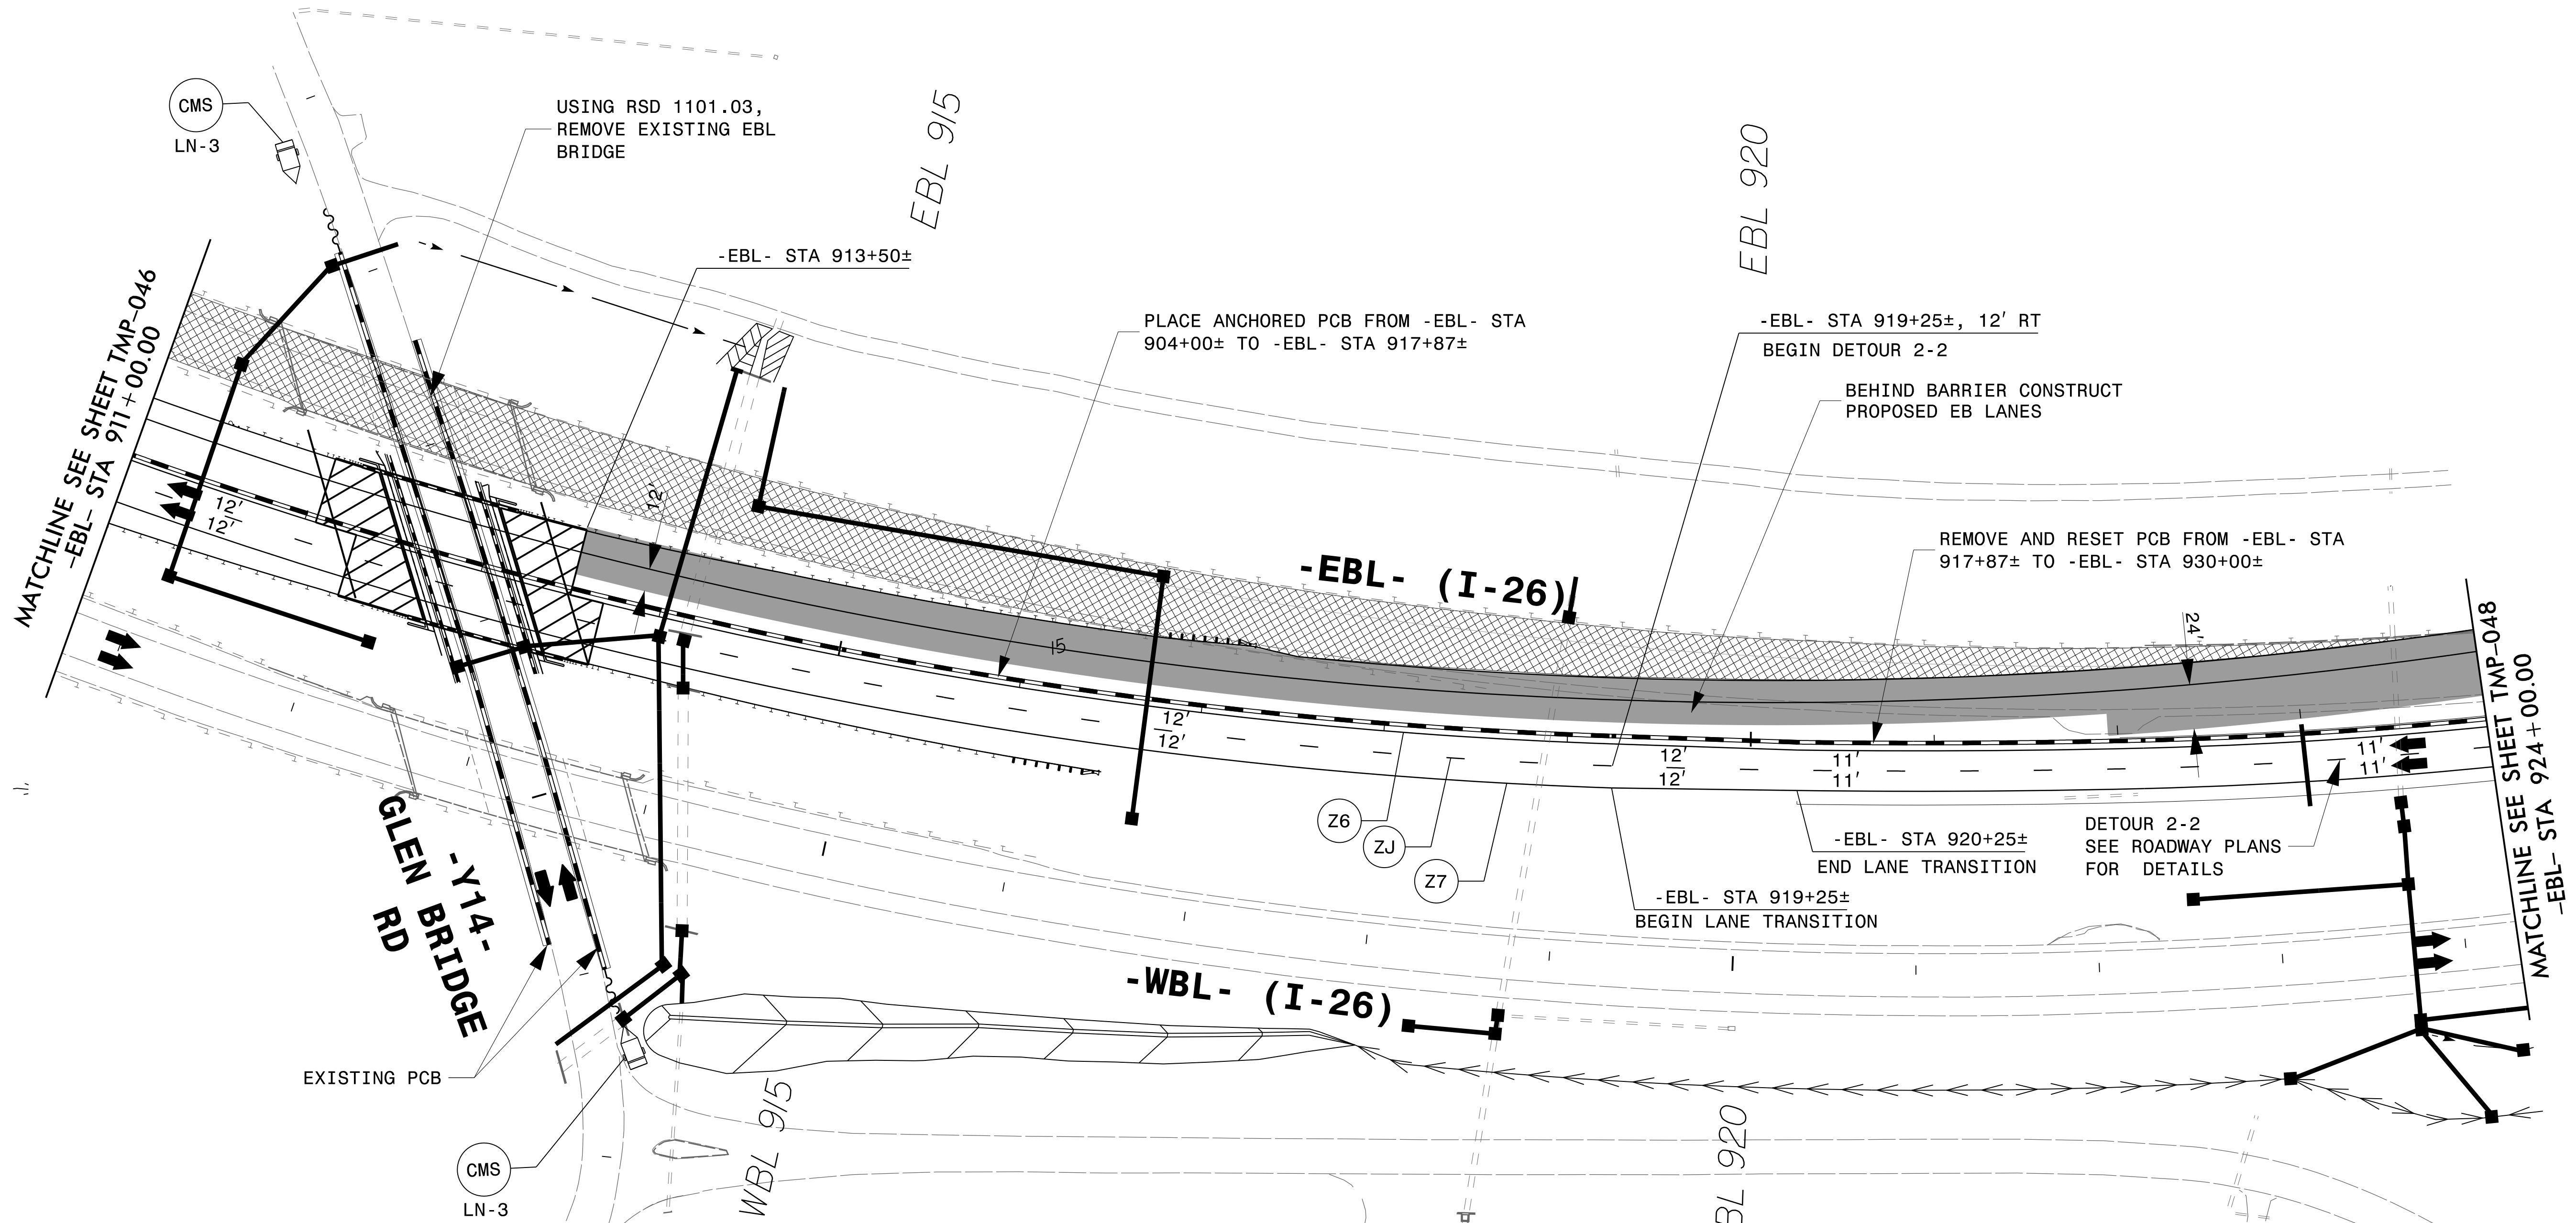 CMS
LN-3
USING RSD 1101.03,
REMOVE EXISTING EBL
BRIDGE
EBL 915
EBL 920
-EBL- STA 913+50±
MATCHLINE SEE SHEET TMP-046
-EBL- STA 911+00.00
PLACE ANCHORED PCB FROM -EBL- STA
904+00± TO -EBL- STA 917+87±
-EBL- STA 919+25±, 12' RT
BEGIN DETOUR 2-2
BEHIND BARRIER CONSTRUCT
PROPOSED EB LANES
REMOVE AND RESET PCB FROM -EBL- STA
917+87± TO -EBL- STA 930+00±
12'
12'
12'
-EBL- (I-26)
15
24'
12'
12'
12'
12'
11'
11'
11'
11'
MATCHLINE SEE SHEET TMP-048
-EBL- STA 924+00.00
Z6
ZJ
Z7
-EBL- STA 920+25±
END LANE TRANSITION
DETOUR 2-2
SEE ROADWAY PLANS
FOR DETAILS
-EBL- STA 919+25±
BEGIN LANE TRANSITION
-Y14-
GLEN BRIDGE
RD
-WBL- (I-26)
EXISTING PCB
CMS
LN-3
WBL 915
BL 920